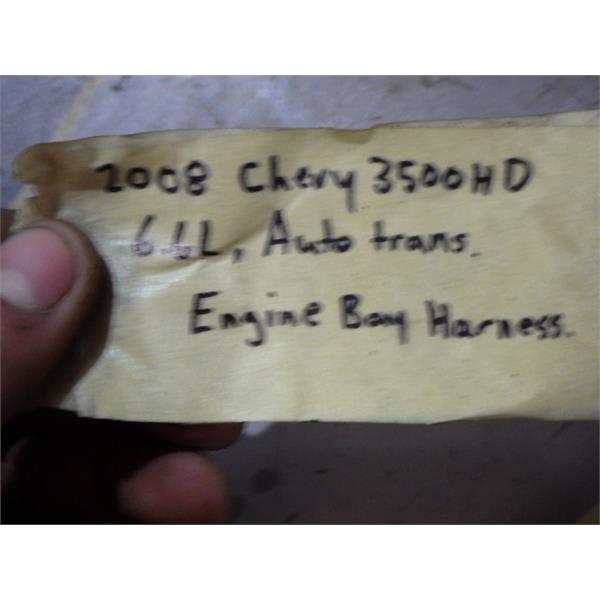 2008 Chevy 3500HD
6.6L, Auto trans.
Engine Bay Harness.